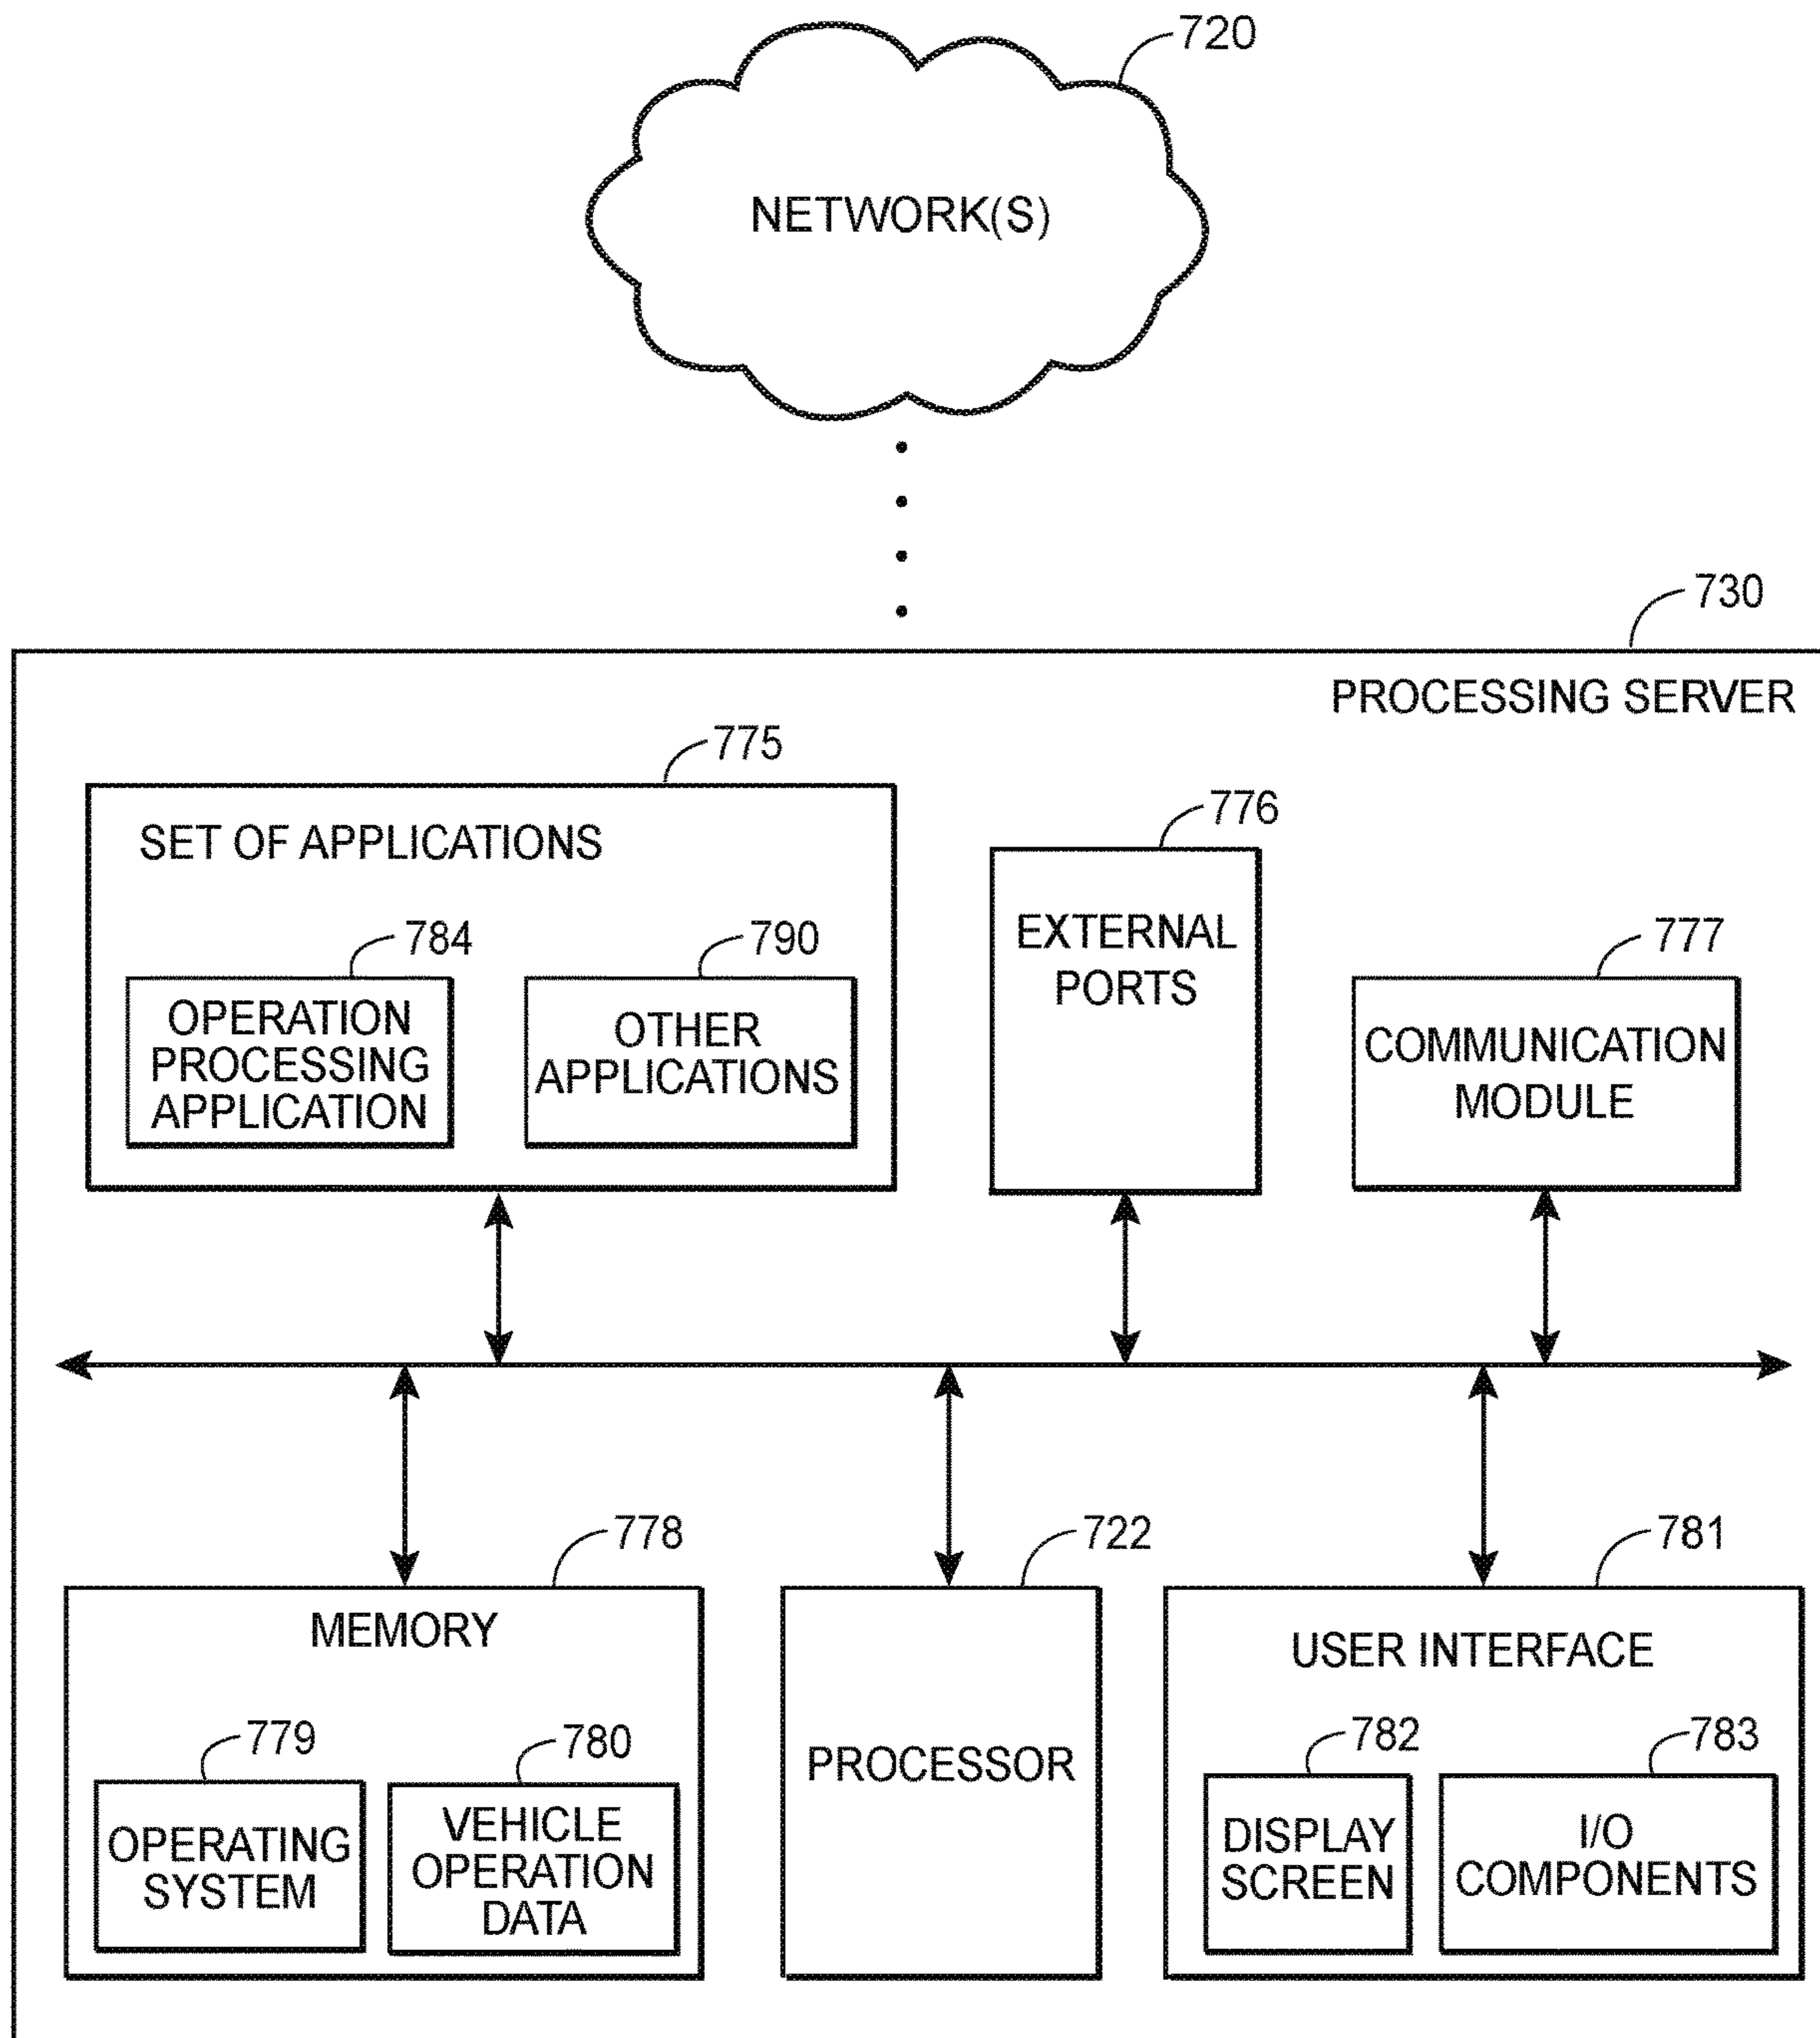 720
NETWORK(S)
730
PROCESSING SERVER
775
SET OF APPLICATIONS
776
784
790
777
EXTERNAL
PORTS
OPERATION
PROCESSING
APPLICATION
OTHER
APPLICATIONS
COMMUNICATION
MODULE
778
722
781
MEMORY
USER INTERFACE
779
780
782
783
OPERATING
SYSTEM
VEHICLE
OPERATION
DATA
PROCESSOR
DISPLAY
SCREEN
I/O
COMPONENTS